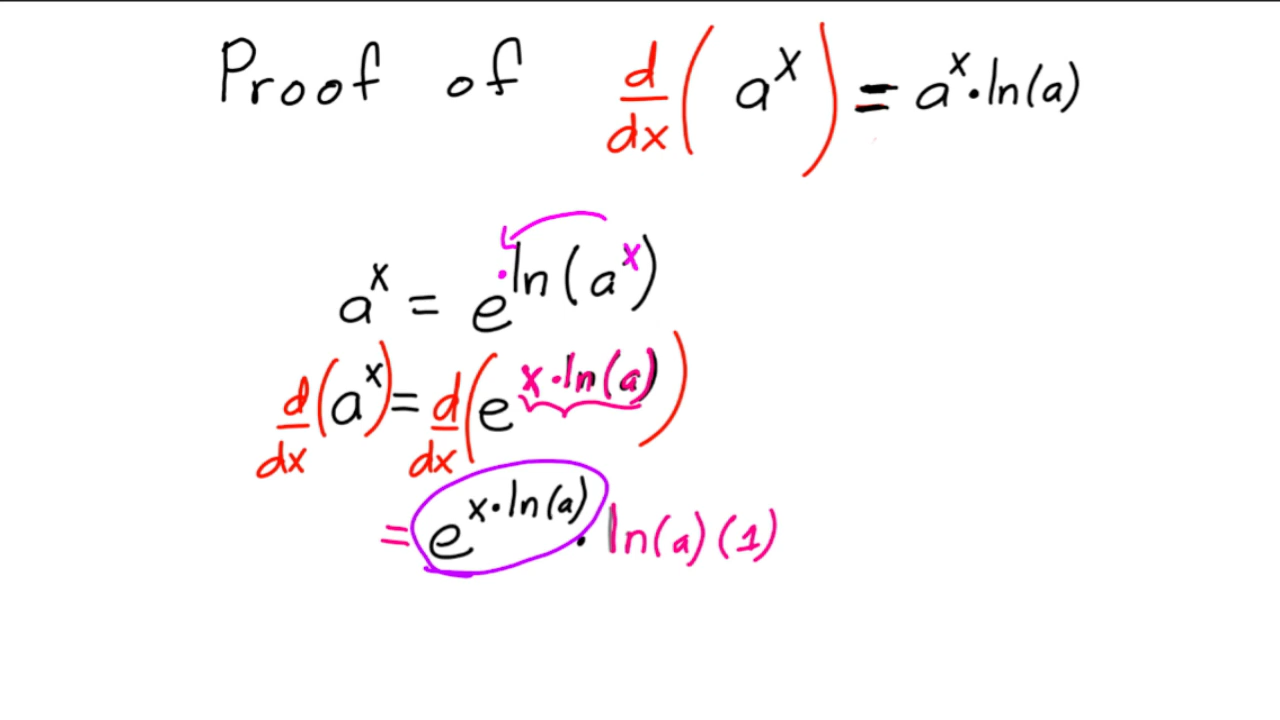 Proof of d/dx (a^x) = a^x · ln(a)
a^x = e^(· ln(a^x))
d/dx (a^x) = d/dx (e^(x · ln(a)))
= e^(x · ln(a)) · ln(a) (1)